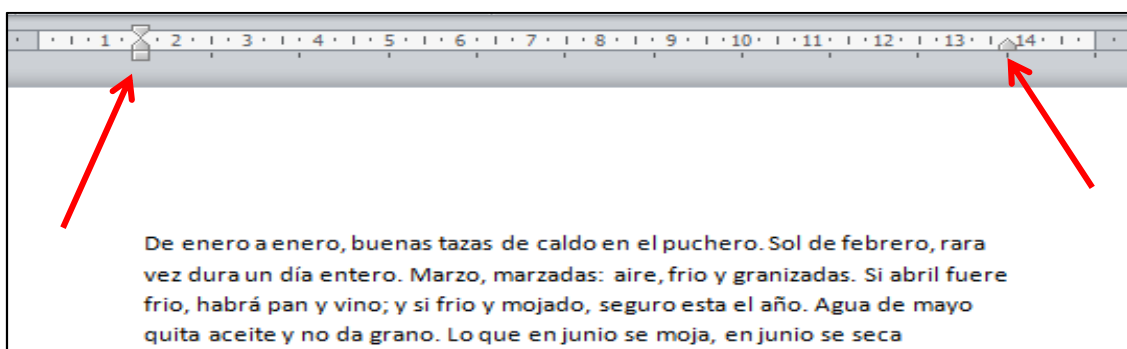 1 2 3 4 5 6 7 8 9 10 11 12 13 14
De enero a enero, buenas tazas de caldo en el puchero. Sol de febrero, rara
vez dura un día entero. Marzo, marzadas: aire, frio y granizadas. Si abril fuere
frio, habrá pan y vino; y si frio y mojado, seguro esta el año. Agua de mayo
quita aceite y no da grano. Lo que en junio se moja, en junio se seca